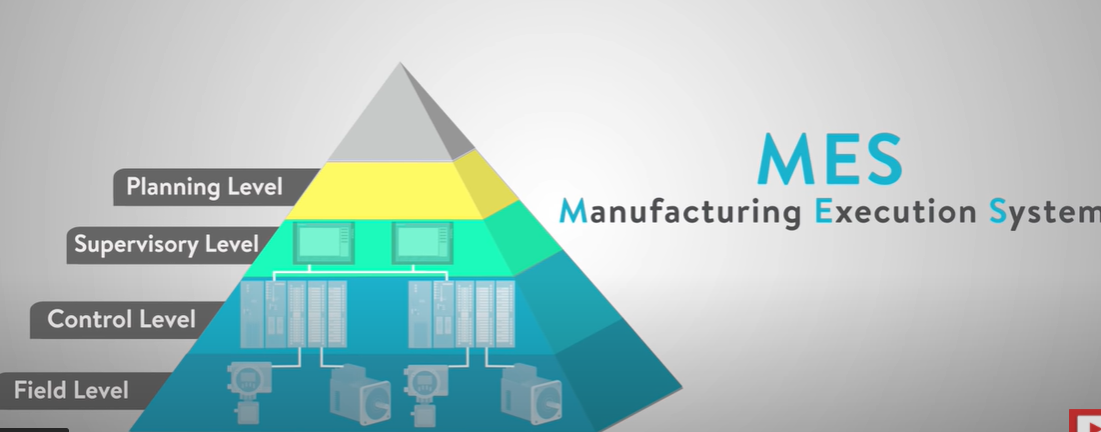 MES
Manufacturing Execution System
Planning Level
Supervisory Level
Control Level
Field Level